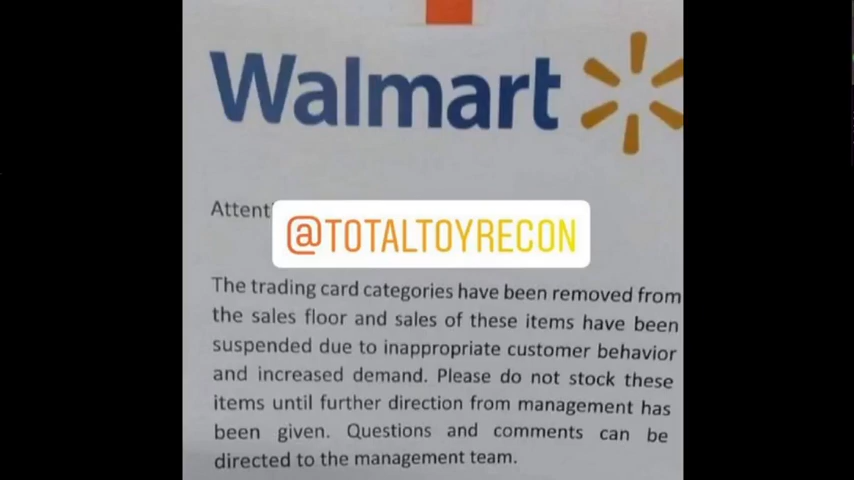 Walmart
Attent
@TOTALTOYRECON
The trading card categories have been removed from
the sales floor and sales of these items have been
suspended due to inappropriate customer behavior
and increased demand. Please do not stock these
items until further direction from management has
been given. Questions and comments can be
directed to the management team.